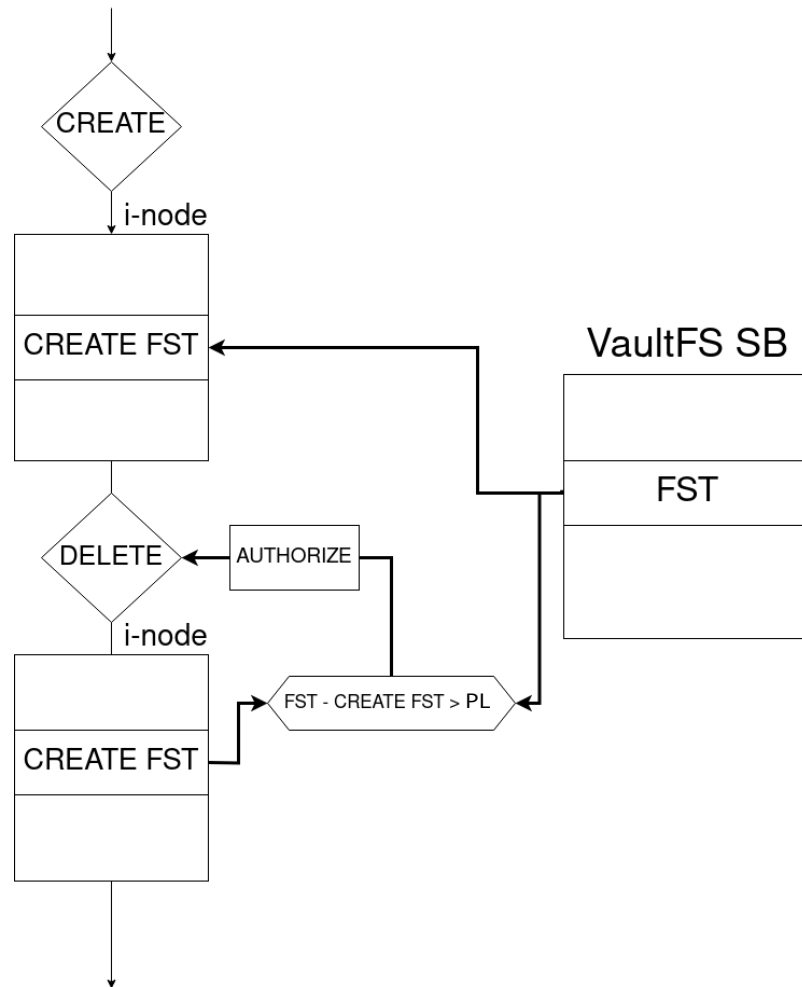 CREATE
i-node
CREATE FST
VaultFS SB
FST
DELETE
AUTHORIZE
i-node
FST - CREATE FST > PL
CREATE FST